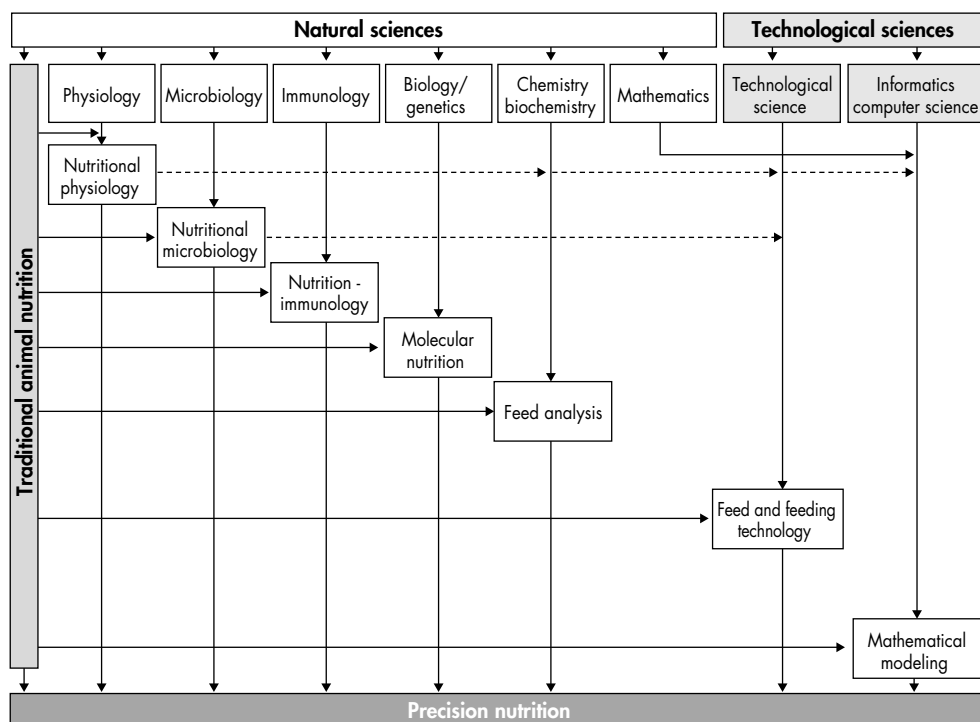 Natural sciences
Technological sciences
Traditional animal nutrition
Physiology
Microbiology
Immunology
Biology/
genetics
Chemistry
biochemistry
Mathematics
Technological
science
Informatics
computer science
Nutritional
physiology
Nutritional
microbiology
Nutrition -
immunology
Molecular
nutrition
Feed analysis
Feed and feeding
technology
Mathematical
modeling
Precision nutrition